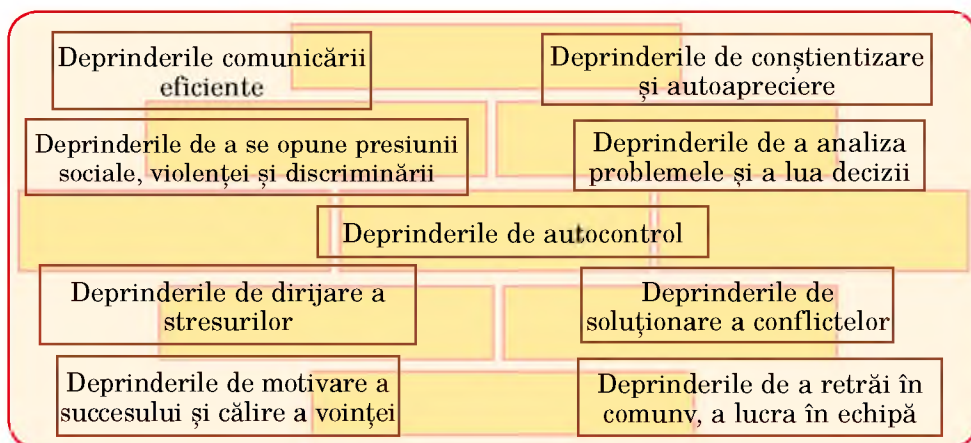 Deprinderile comunicării
eficiente
Deprinderile de conștientizare
și autoapreciere
Deprinderile de a se opune presiunii
sociale, violenței și discriminării
Deprinderile de a analiza
problemele și a lua decizii
Deprinderile de autocontrol
Deprinderile de dirijare a
stresurilor
Deprinderile de
soluționare a conflictelor
Deprinderile de motivare a
succesului și călire a voinței
Deprinderile de a retrăi în
comunv, a lucra în echipă